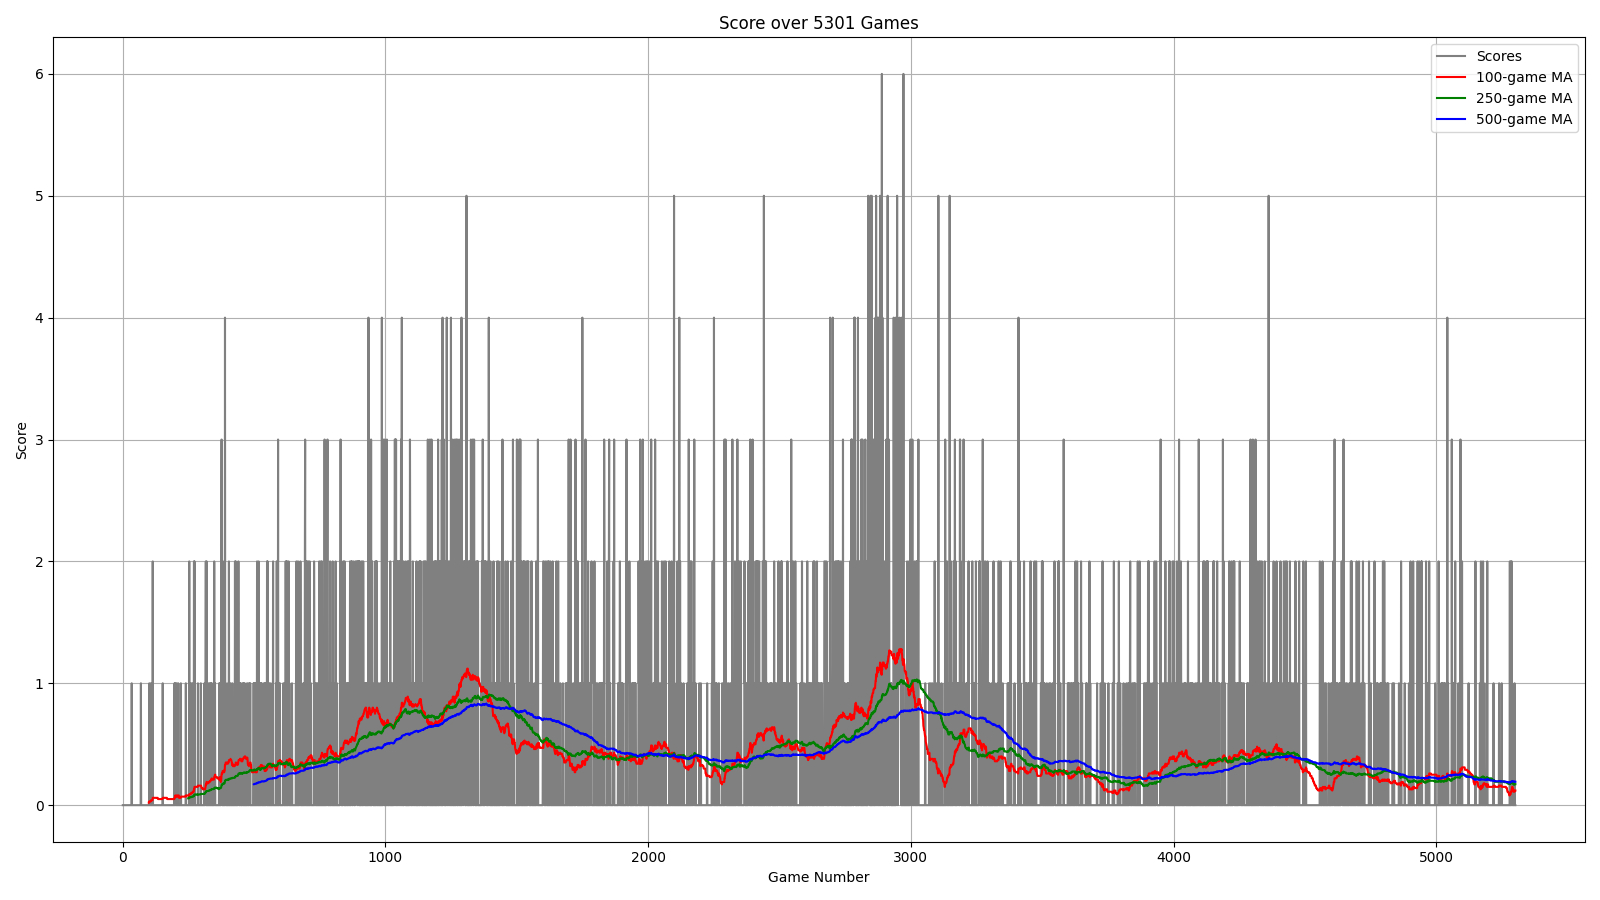 Score over 5301 Games
Scores
100-game MA
250-game MA
500-game MA
6
5
4
3
2
1
0
Score
0 1000 2000 3000 4000 5000
Game Number